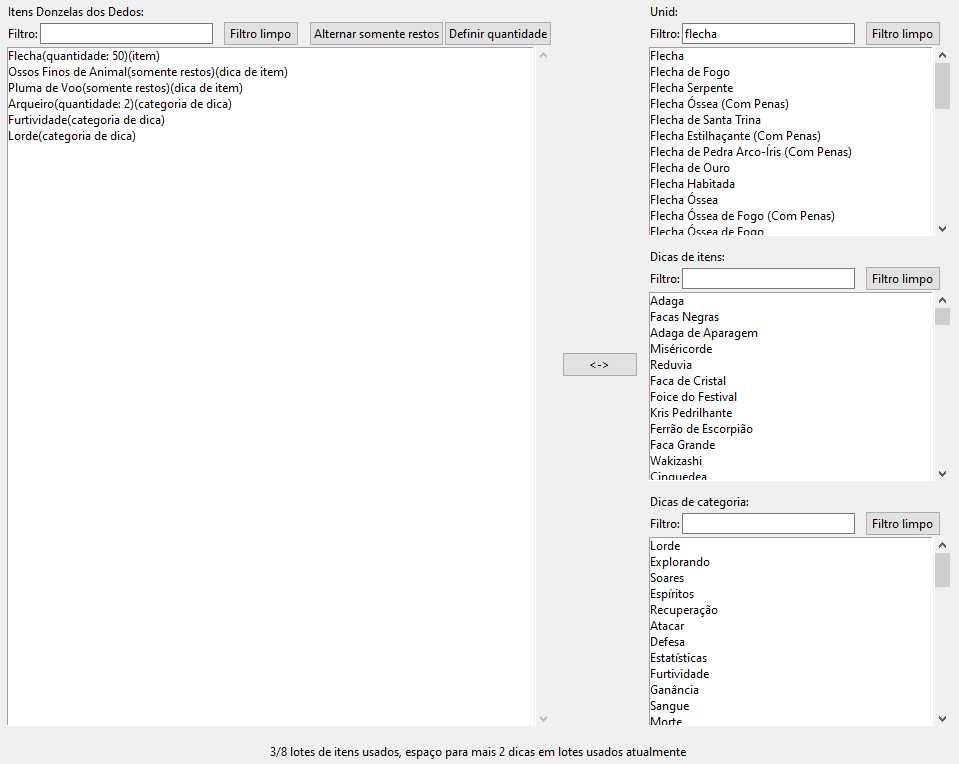 Itens Donzelas dos Dedos:
Filtro:
Filtro limpo
Alternar somente restos
Definir quantidade
Flecha(quantidade: 50)(item)
Ossos Finos de Animal(somente restos)(dica de item)
Pluma de Voo(somente restos)(dica de item)
Arqueiro(quantidade: 2)(categoria de dica)
Furtividade(categoria de dica)
Lorde(categoria de dica)
<->
Unid:
Filtro: flecha
Filtro limpo
Flecha
Flecha de Fogo
Flecha Serpente
Flecha Óssea (Com Penas)
Flecha de Santa Trina
Flecha Estilhaçante (Com Penas)
Flecha de Pedra Arco-Íris (Com Penas)
Flecha de Ouro
Flecha Habitada
Flecha Óssea
Flecha Óssea de Fogo (Com Penas)
Flecha Óssea de Fogo
Dicas de itens:
Filtro:
Filtro limpo
Adaga
Facas Negras
Adaga de Aparagem
Miséricorde
Reduvia
Faca de Cristal
Foice do Festival
Kris Pedrilhante
Ferrão de Escorpião
Faca Grande
Wakizashi
Cinquedea
Dicas de categoria:
Filtro:
Filtro limpo
Lorde
Explorando
Soares
Espíritos
Recuperação
Atacar
Defesa
Estatísticas
Furtividade
Ganância
Sangue
Morte
3/8 lotes de itens usados, espaço para mais 2 dicas em lotes usados atualmente